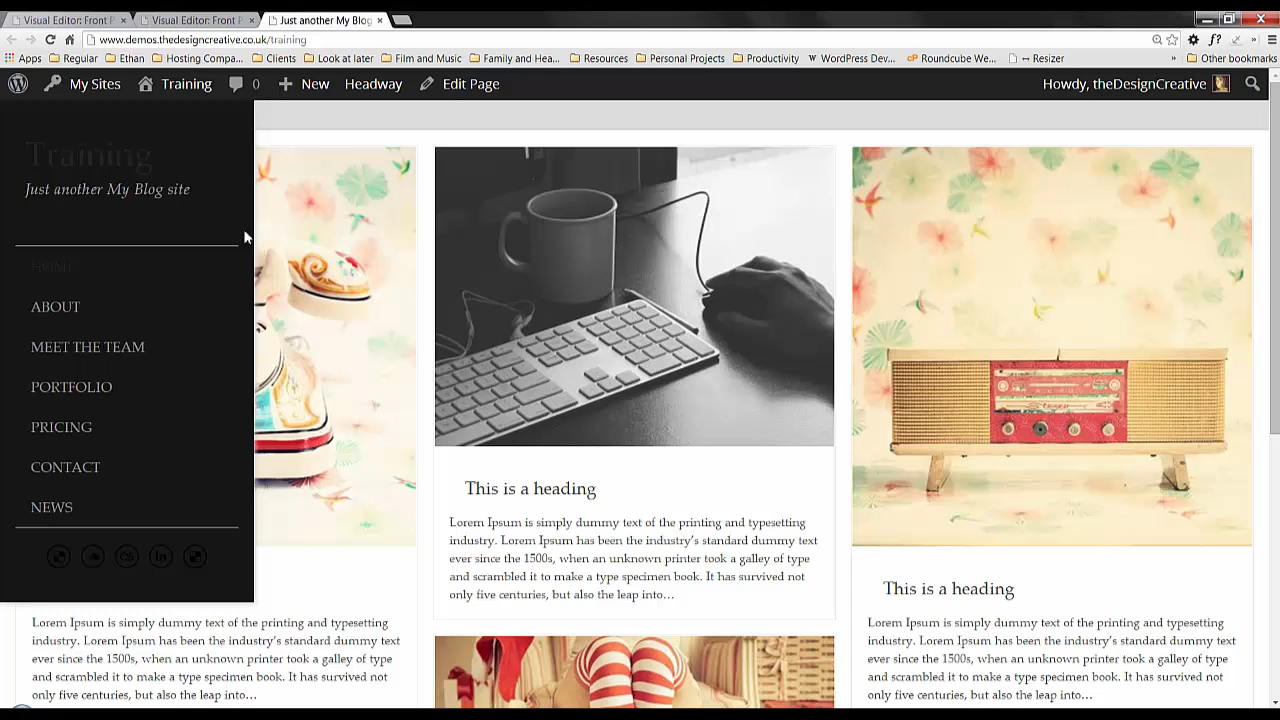 Visual Editor: Front P
Visual Editor: Front P
Just another My Blog
www.demos.thedesigncreative.co.uk/training
f?
Apps Regular Ethan Hosting Compa... Clients Look at later Film and Music Family and Hea... Resources Personal Projects Productivity WordPress Dev... Roundcube We... Resizer » Other bookmarks
My Sites Training 0 New Headway Edit Page Howdy, theDesignCreative
Training
Just another My Blog site
HOME
ABOUT
MEET THE TEAM
PORTFOLIO
PRICING
CONTACT
NEWS
Lorem Ipsum is simply dummy text of the printing and typesetting
industry. Lorem Ipsum has been the industry's standard dummy text
ever since the 1500s, when an unknown printer took a galley of type
and scrambled it to make a type specimen book. It has survived not
only five centuries, but also the leap into…
This is a heading
Lorem Ipsum is simply dummy text of the printing and typesetting
industry. Lorem Ipsum has been the industry's standard dummy text
ever since the 1500s, when an unknown printer took a galley of type
and scrambled it to make a type specimen book. It has survived not
only five centuries, but also the leap into…
This is a heading
Lorem Ipsum is simply dummy text of the printing and typesetting
industry. Lorem Ipsum has been the industry's standard dummy text
ever since the 1500s, when an unknown printer took a galley of type
and scrambled it to make a type specimen book. It has survived not
only five centuries, but also the leap into…